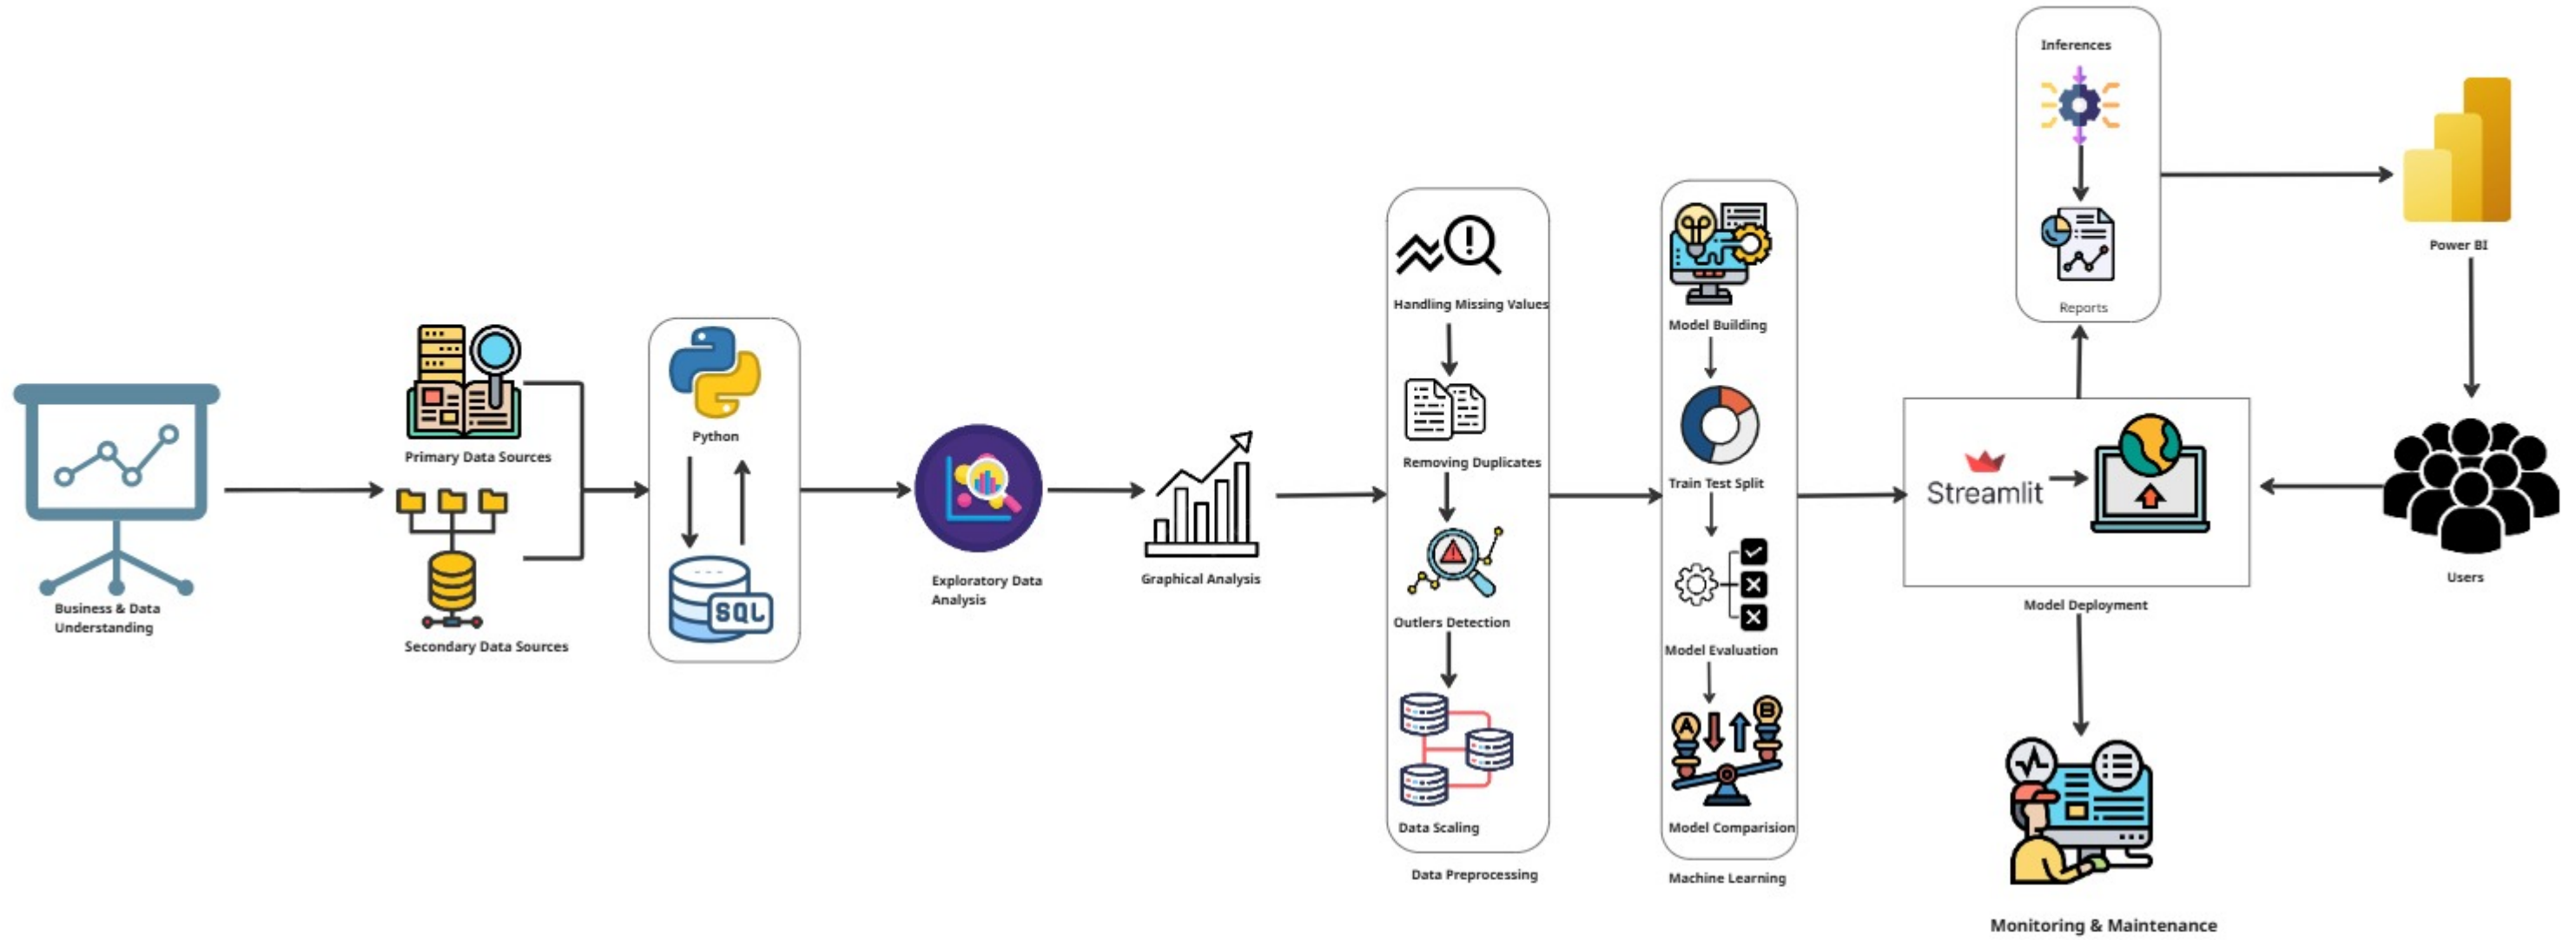 Business & Data
Understanding
Primary Data Sources
Secondary Data Sources
Python
SQL
Exploratory Data
Analysis
Graphical Analysis
Handling Missing Values
Removing Duplicates
Outlers Detection
Data Scaling
Data Preprocessing
Model Building
Train Test Split
Model Evaluation
A
B
Model Comparision
Machine Learning
Streamlit
Model Deployment
Inferences
Reports
Power BI
Users
Monitoring & Maintenance